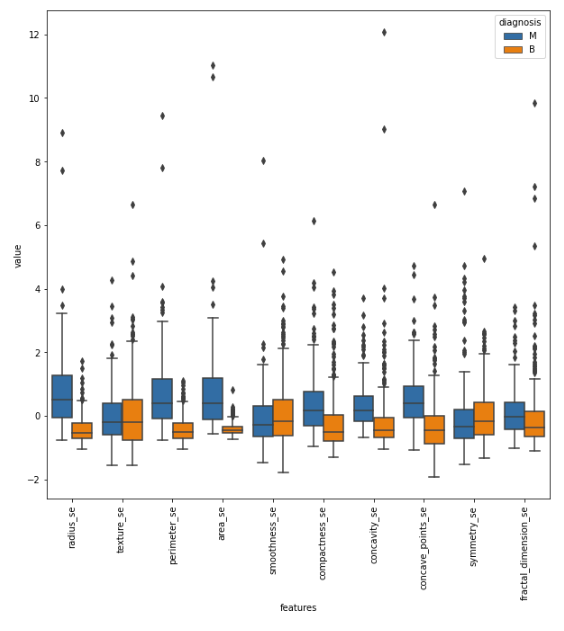 diagnosis
M
B
12
10
8
6
4
2
0
−2
value
radius_se
texture_se
perimeter_se
area_se
smoothness_se
compactness_se
concavity_se
concave_points_se
symmetry_se
fractal_dimension_se
features